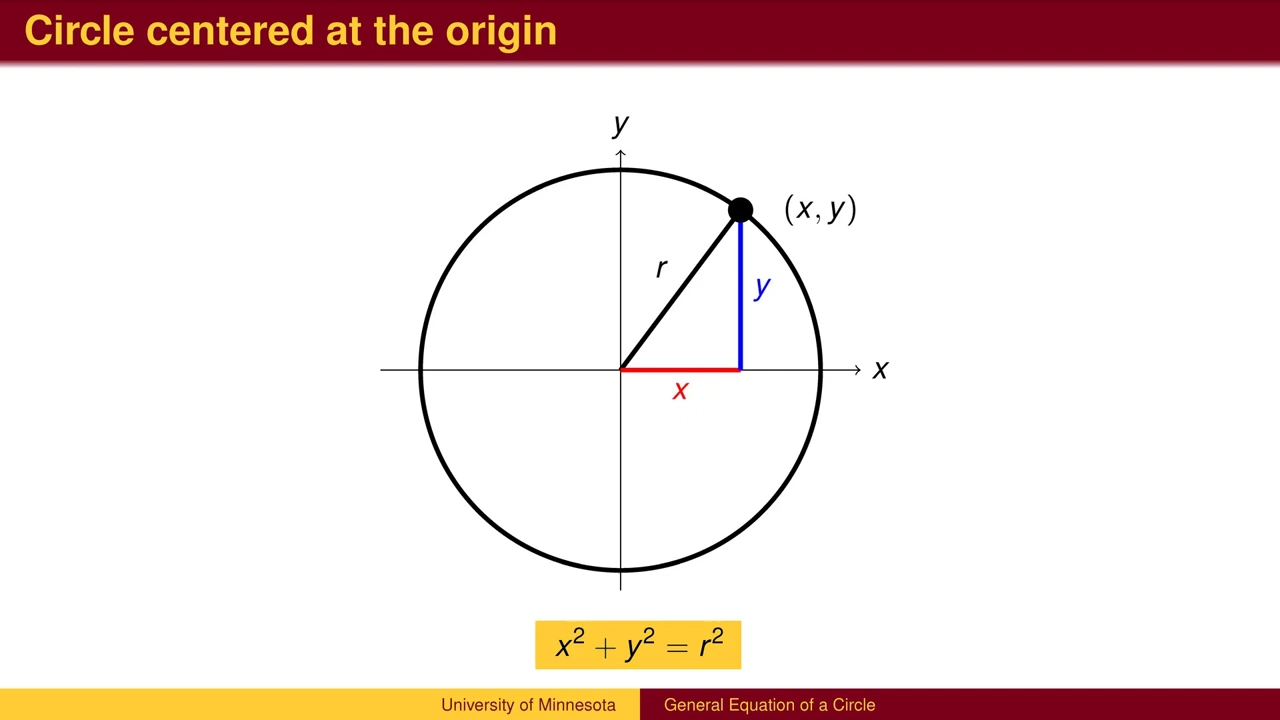 Circle centered at the origin
y
(x, y)
r
y
x
x
x² + y² = r²
University of Minnesota
General Equation of a Circle